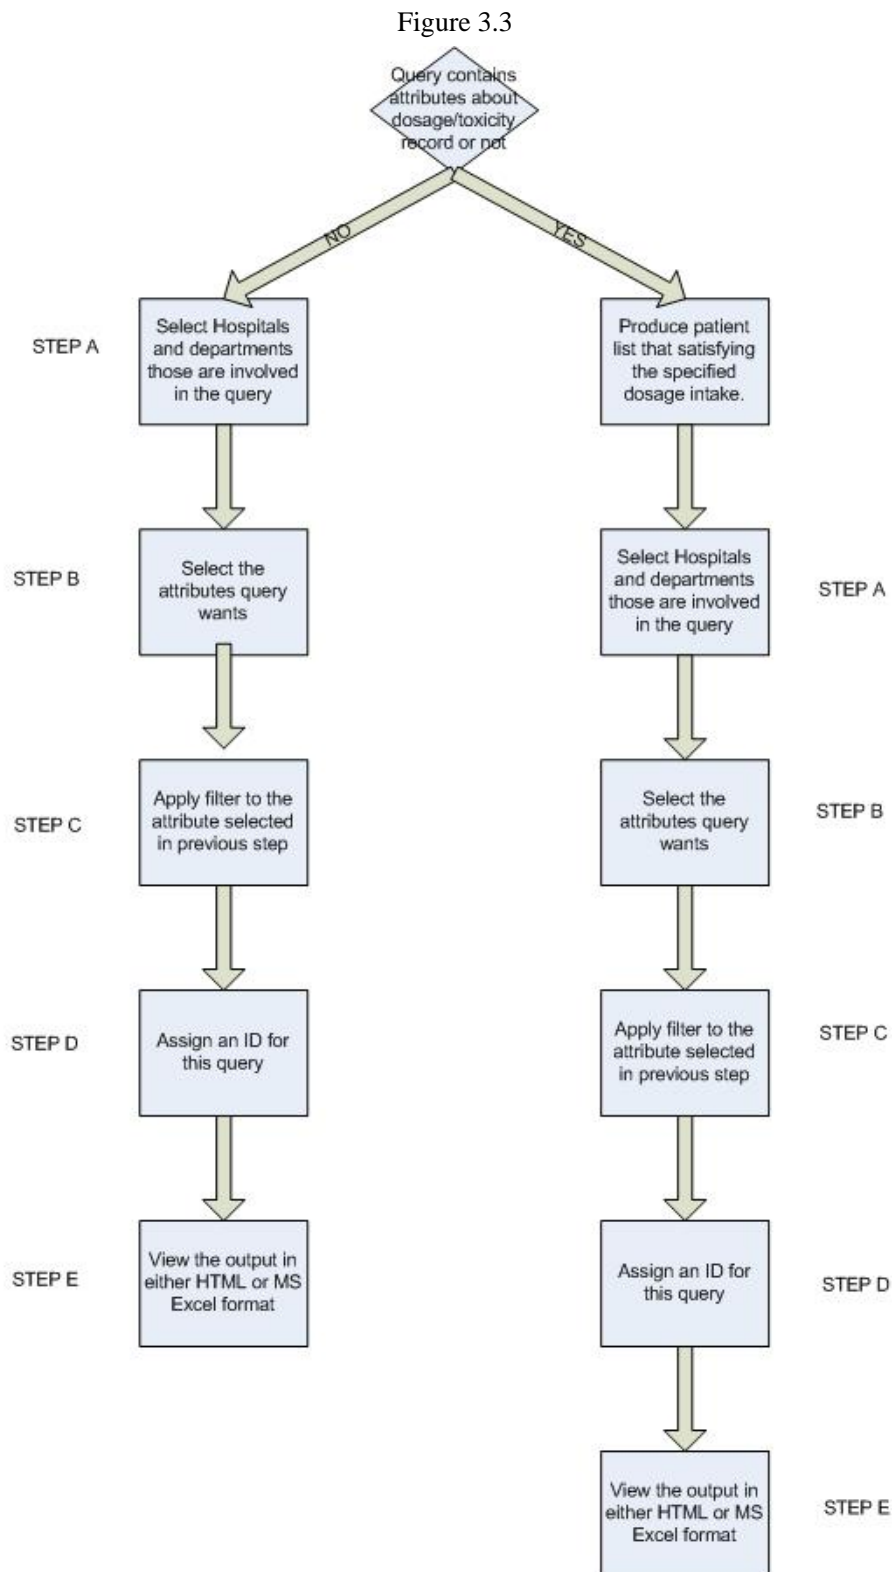 Figure 3.3
Query contains
attributes about
dosage/toxicity
record or not
NO
YES
STEP A
Select Hospitals
and departments
those are involved
in the query
Produce patient
list that satisfying
the specified
dosage intake.
STEP B
Select the
attributes query
wants
Select Hospitals
and departments
those are involved
in the query
STEP A
STEP C
Apply filter to the
attribute selected
in previous step
Select the
attributes query
wants
STEP B
STEP D
Assign an ID for
this query
Apply filter to the
attribute selected
in previous step
STEP C
STEP E
View the output in
either HTML or MS
Excel format
Assign an ID for
this query
STEP D
View the output in
either HTML or MS
Excel format
STEP E